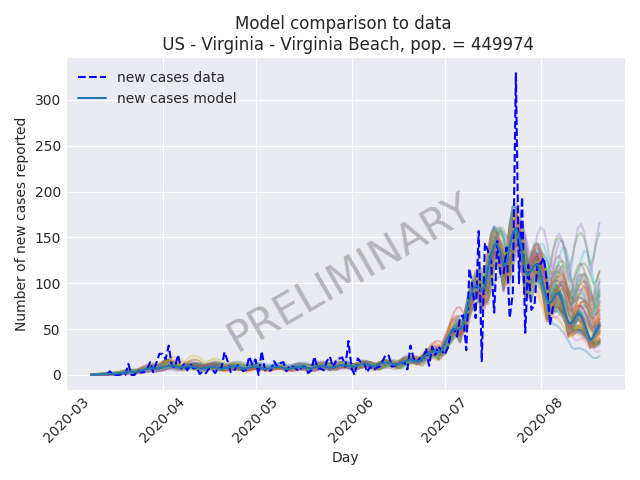 Model comparison to data
US - Virginia - Virginia Beach, pop. = 449974
new cases data
new cases model
Number of new cases reported
300
250
200
150
100
50
0
PRELIMINARY
2020-03
2020-04
2020-05
2020-06
2020-07
2020-08
Day